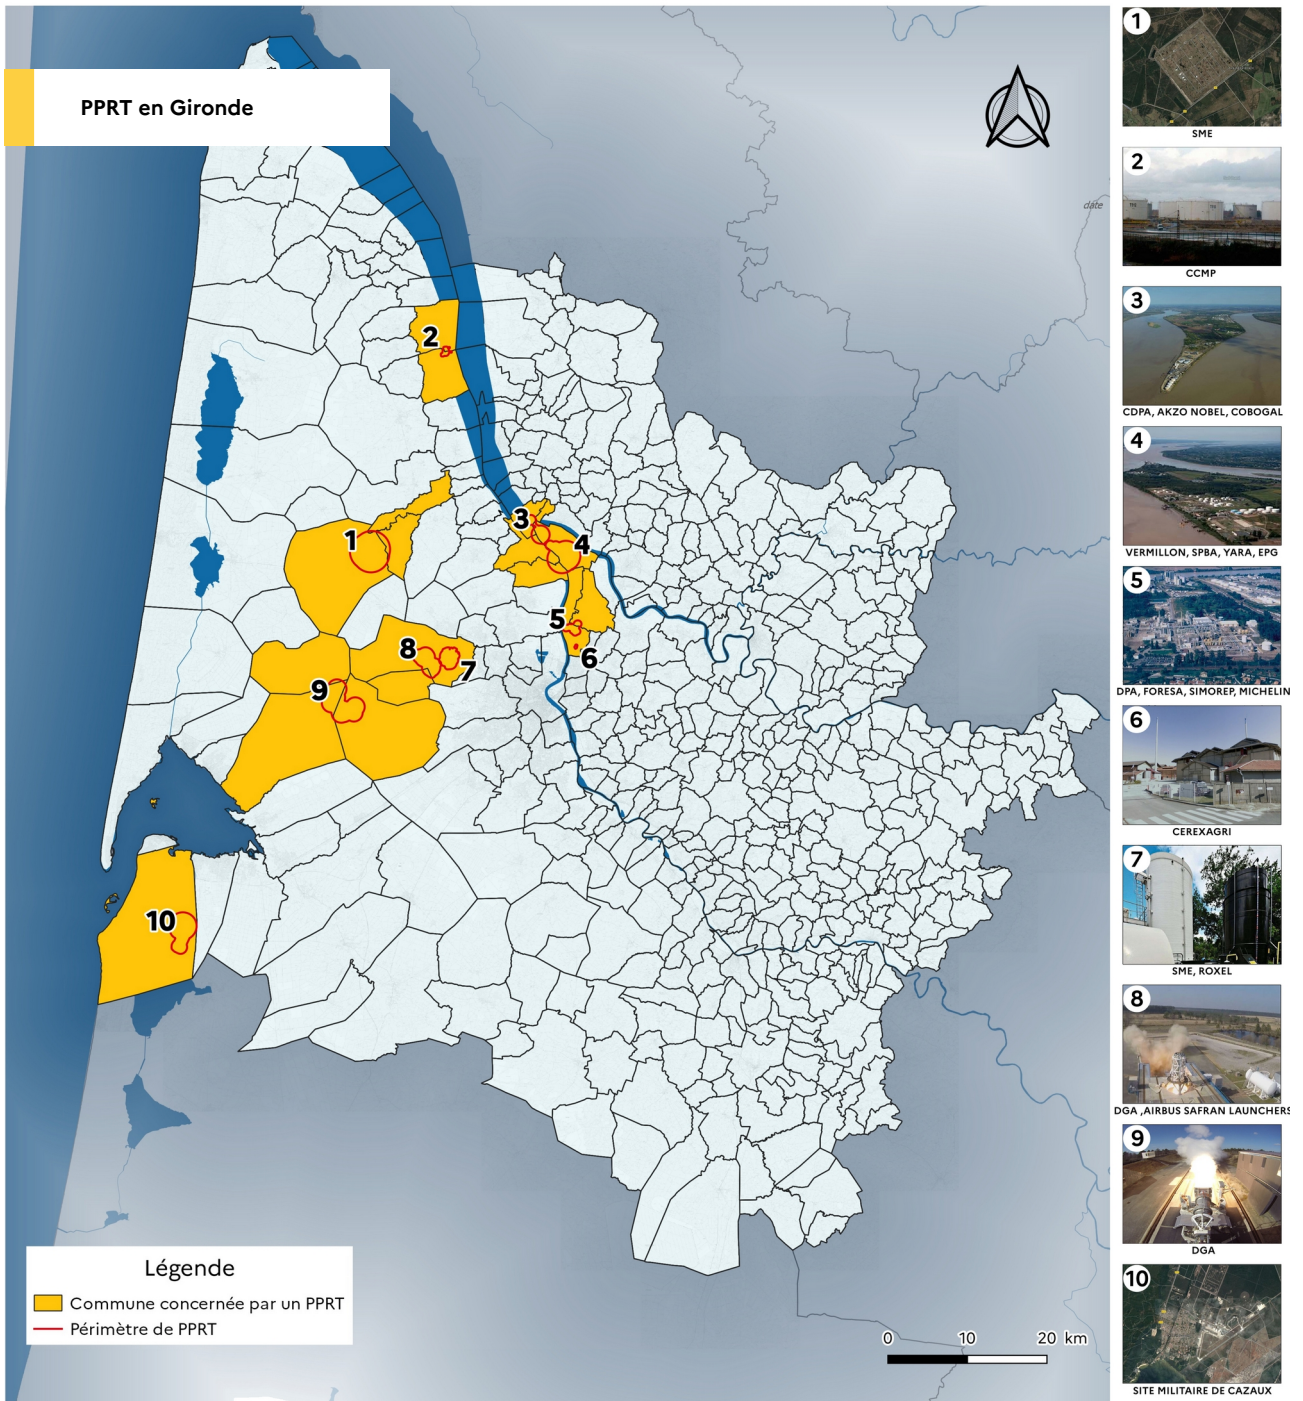 PPRT en Gironde
date
1
2
3
4
5
6
7
8
9
10
Légende
Commune concernée par un PPRT
Périmètre de PPRT
0 10 20 km
1
SME
2
CCMP
3
CDPA, AKZO NOBEL, COBOGAL
4
VERMILLON, SPBA, YARA, EPG
5
DPA, FORESA, SIMOREP, MICHELIN
6
CEREXAGRI
7
SME, ROXEL
8
DGA ,AIRBUS SAFRAN LAUNCHERS
9
DGA
10
SITE MILITAIRE DE CAZAUX